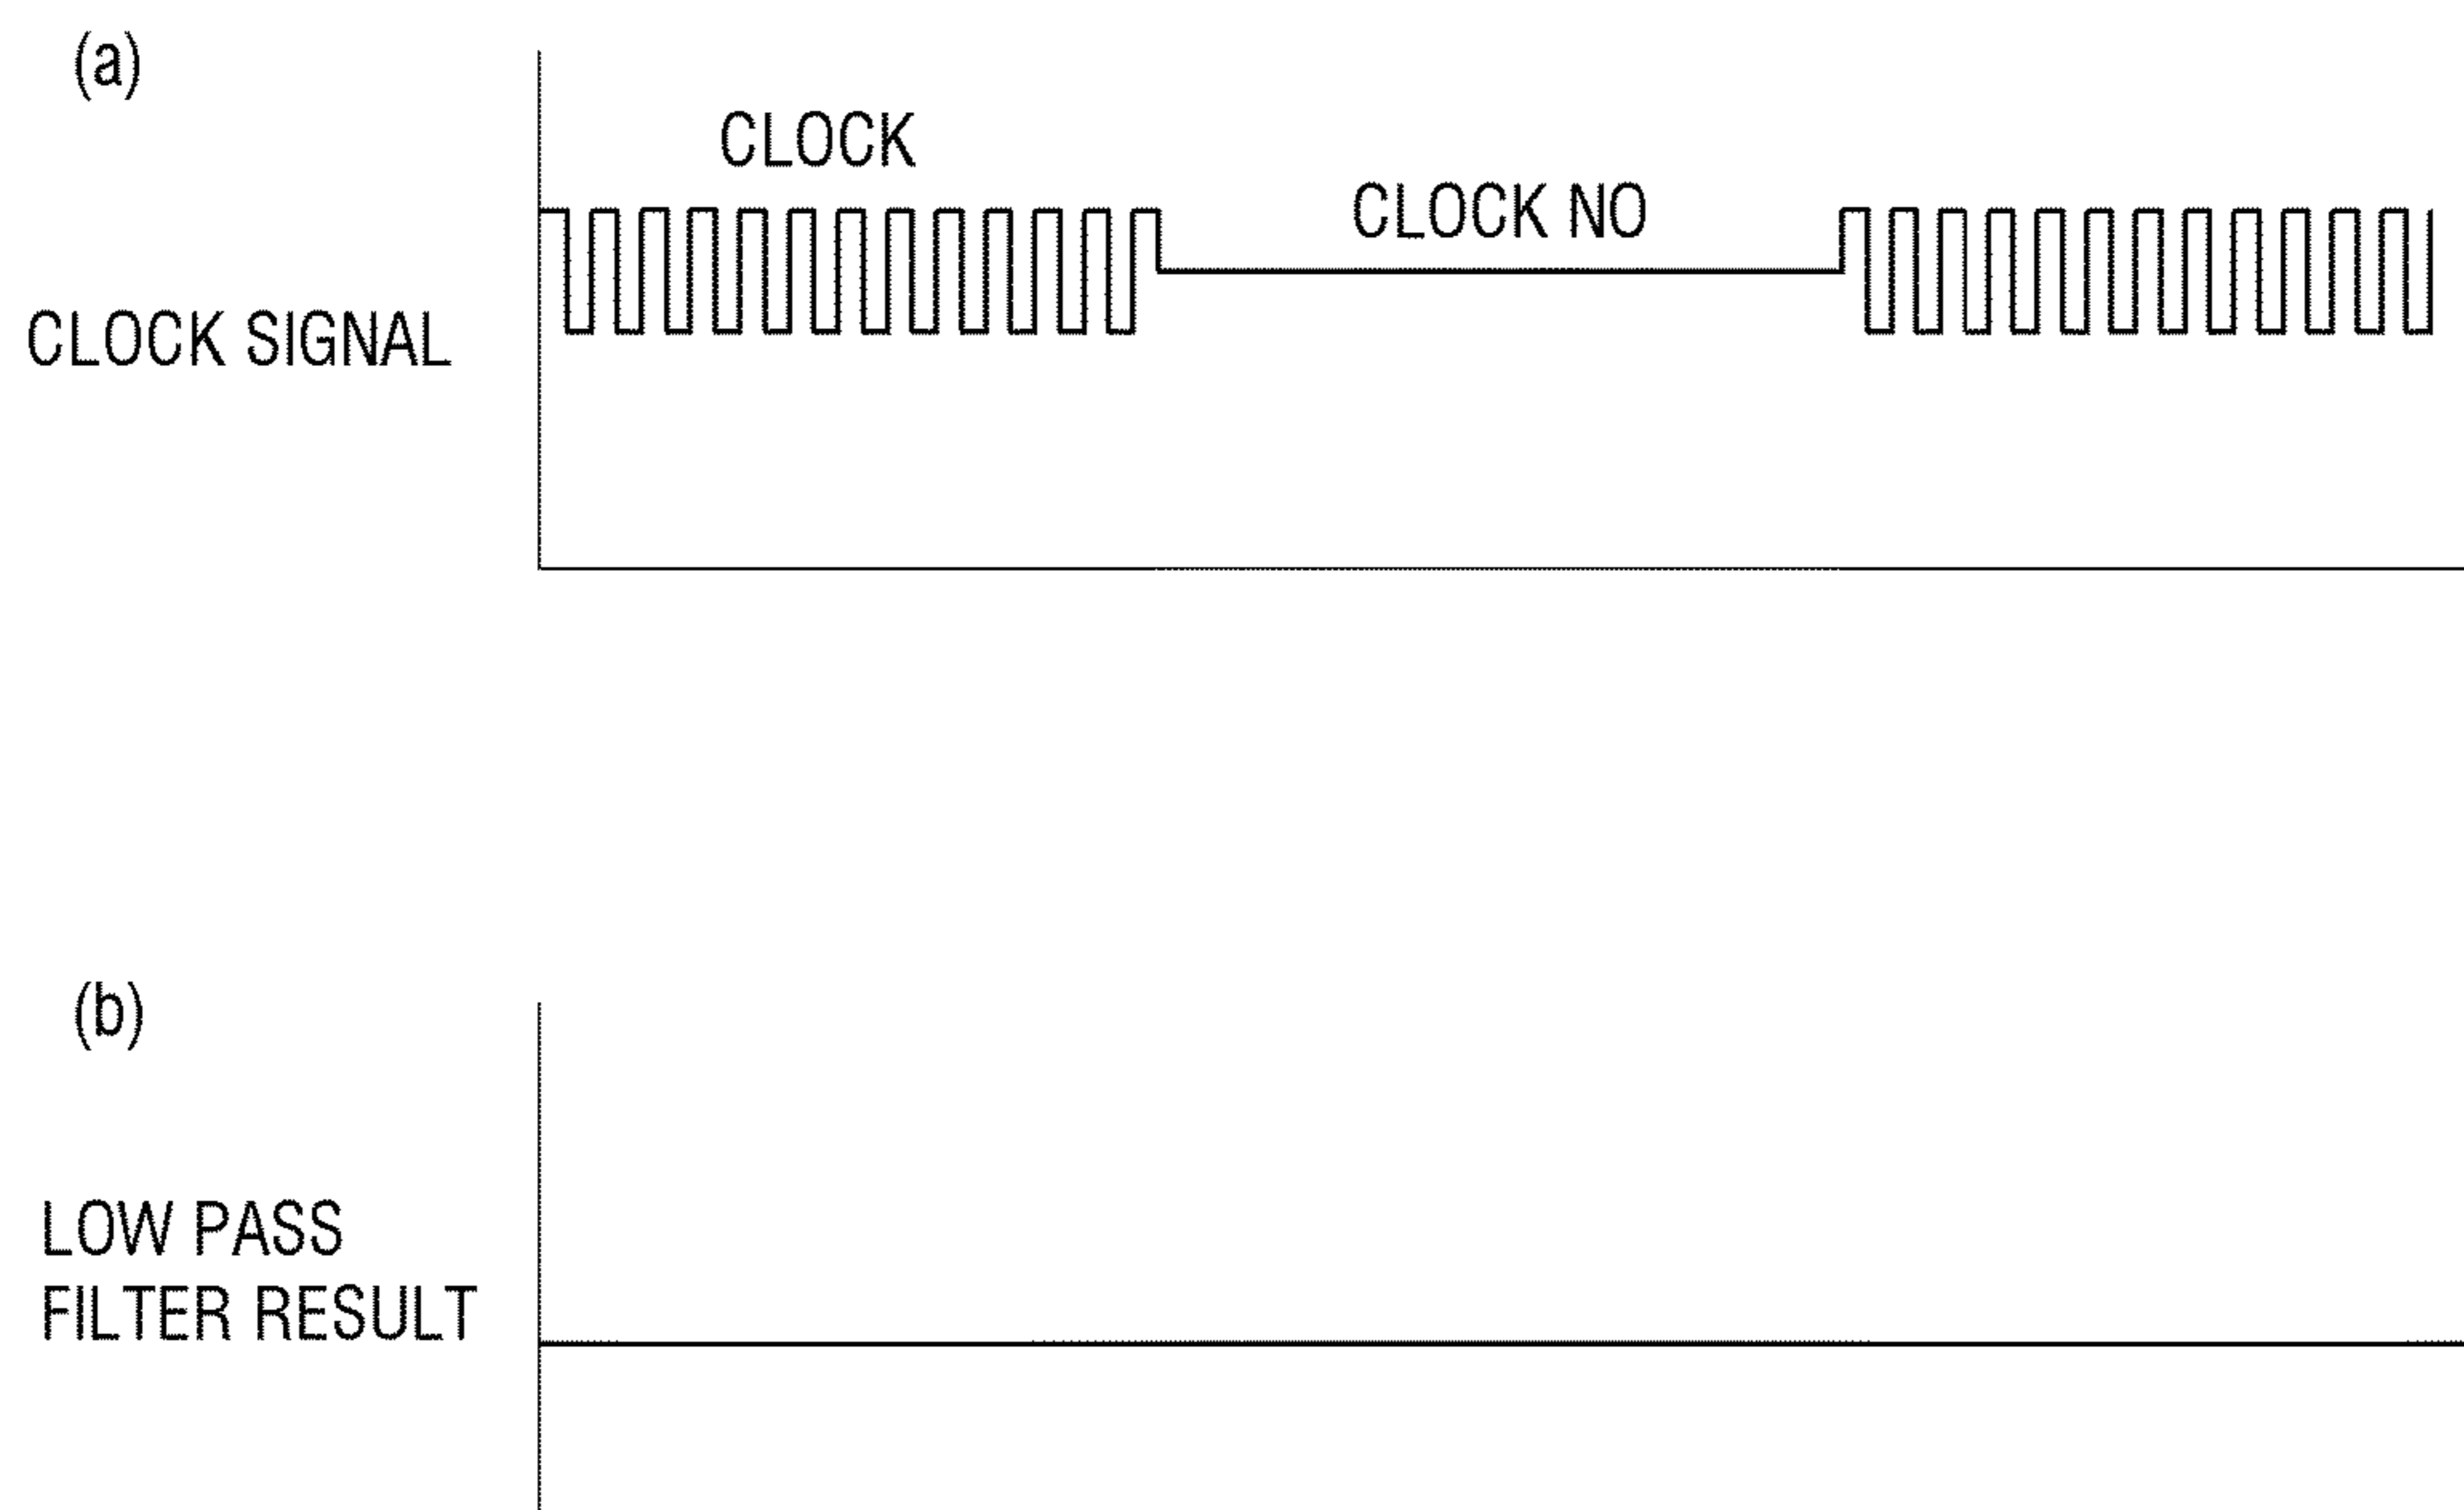 (a)
CLOCK
CLOCK NO
CLOCK SIGNAL
(b)
LOW PASS
FILTER RESULT